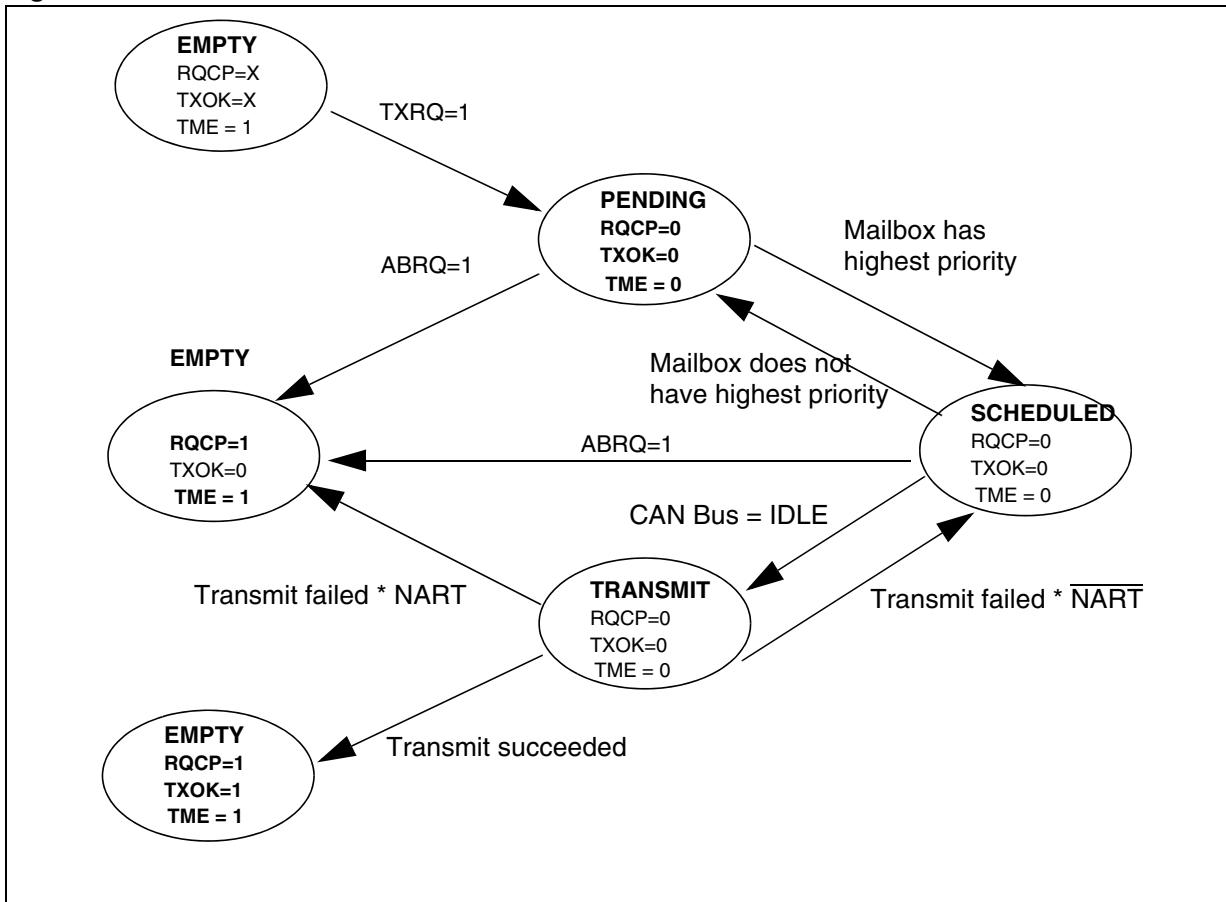 EMPTY
RQCP=X
TXOK=X
TME = 1
TXRQ=1
PENDING
RQCP=0
TXOK=0
TME = 0
Mailbox has
highest priority
ABRQ=1
EMPTY
RQCP=1
TXOK=0
TME = 1
Mailbox does not
have highest priority
SCHEDULED
RQCP=0
TXOK=0
TME = 0
ABRQ=1
CAN Bus = IDLE
Transmit failed * NART
TRANSMIT
RQCP=0
TXOK=0
TME = 0
Transmit failed * N̅A̅R̅T̅
EMPTY
RQCP=1
TXOK=1
TME = 1
Transmit succeeded